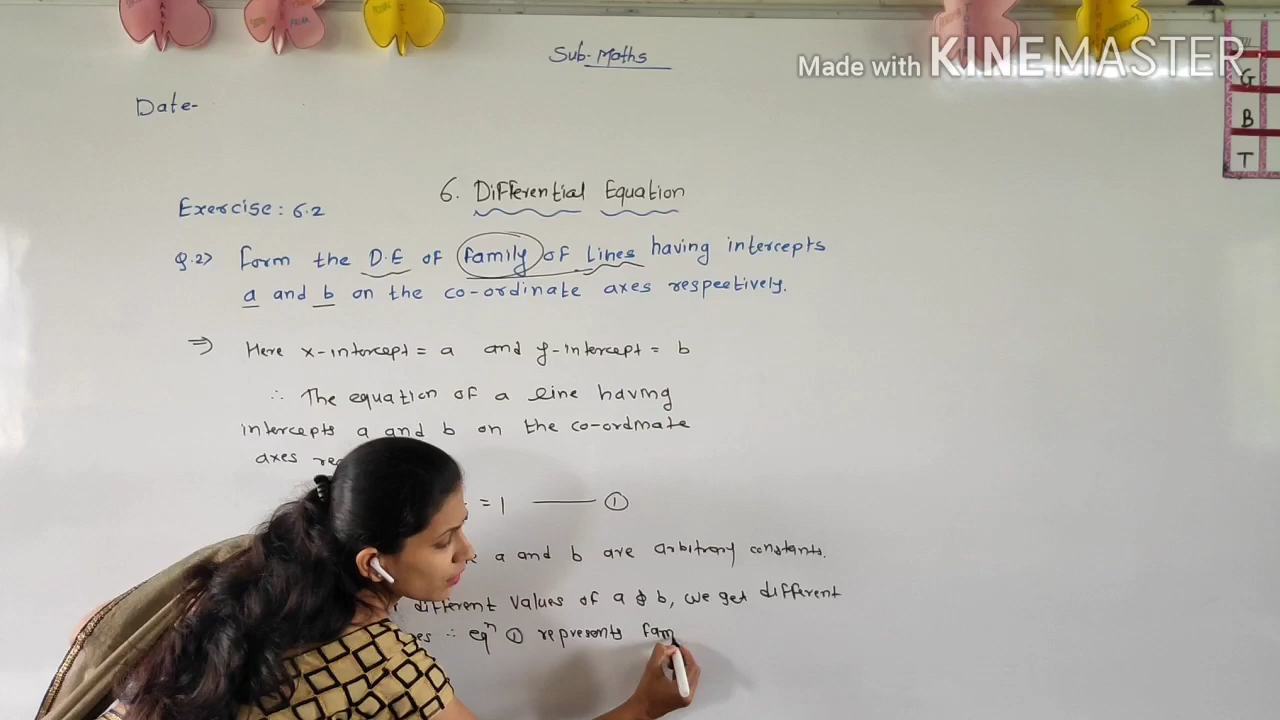 Sub- Maths
Made with KINEMASTER
Date-
G
B
T
6. Differential Equation
Exercise: 6.2
Q.2> Form the D.E of family of lines having intercepts
a and b on the co-ordinate axes respectively.
⇒ Here x-intercept = a and y-intercept = b
∴ The equation of a line having
intercepts a and b on the co-ordinate
axes
= 1 —— ①
a and b are arbitrary constants.
different values of a & b, we get different
∴ eqⁿ ① represents fam